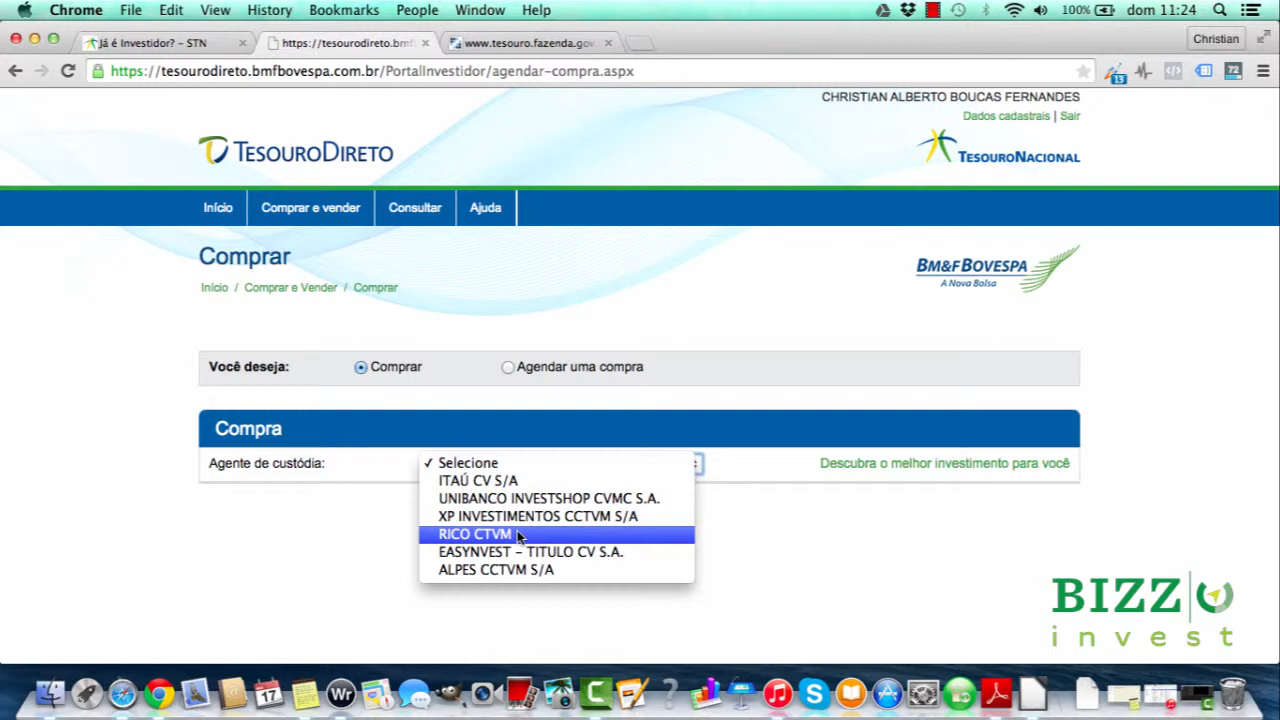 Chrome File Edit View History Bookmarks People Window Help 100% dom 11:24
Já é Investidor? – STN https://tesourodireto.bmf www.tesouro.fazenda.gov Christian
https://tesourodireto.bmfbovespa.com.br/PortalInvestidor/agendar-compra.aspx
13 72
CHRISTIAN ALBERTO BOUCAS FERNANDES
Dados cadastrais | Sair
TESOURODIRETO
TESOURONACIONAL
Início Comprar e vender Consultar Ajuda
Comprar
BM&FBOVESPA
A Nova Bolsa
Início / Comprar e Vender / Comprar
Você deseja: Comprar Agendar uma compra
Compra
Agente de custódia: ✓ Selecione Descubra o melhor investimento para você
ITAÚ CV S/A
UNIBANCO INVESTSHOP CVMC S.A.
XP INVESTIMENTOS CCTVM S/A
RICO CTVM
EASYNVEST – TITULO CV S.A.
ALPES CCTVM S/A
BIZZ
invest
17 Wr